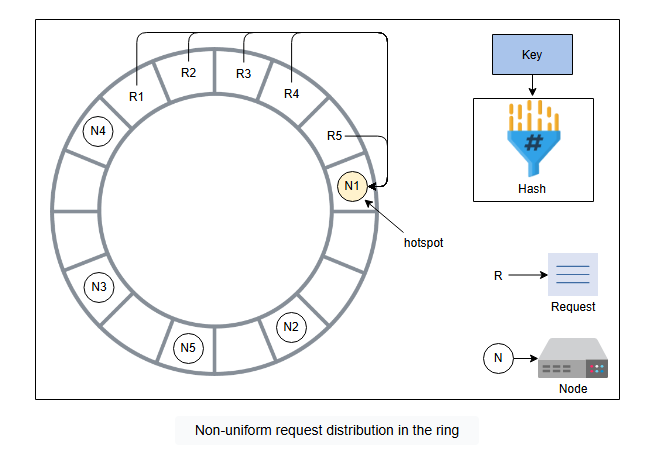 R1
R2
R3
R4
R5
N4
N1
hotspot
N3
N5
N2
Key
#
Hash
R
Request
N
Node
Non-uniform request distribution in the ring